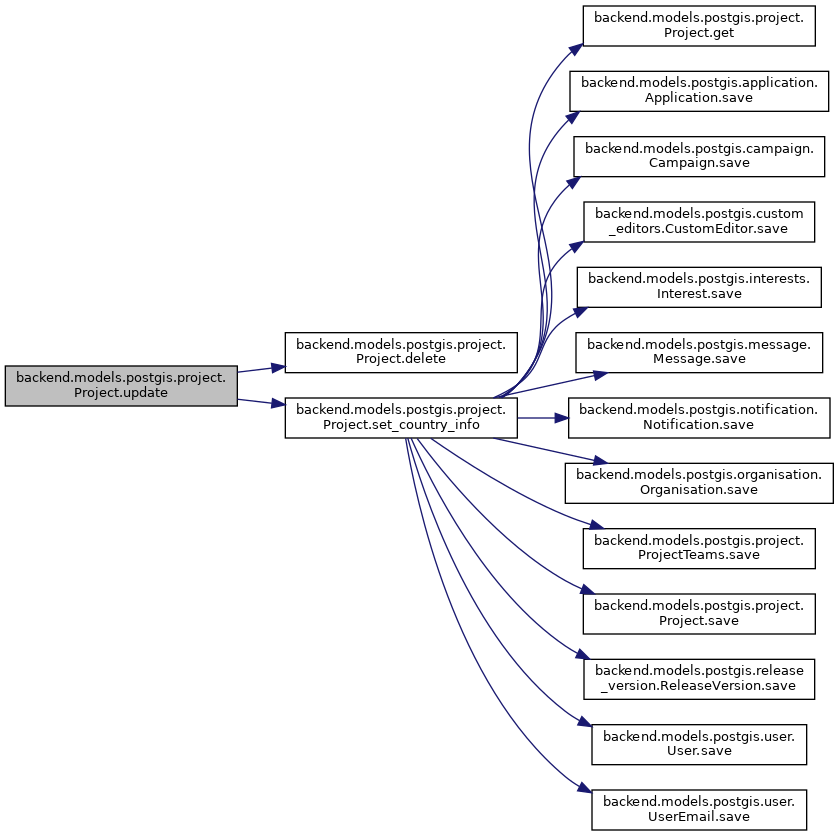 backend.models.postgis.project.
Project.get
backend.models.postgis.application.
Application.save
backend.models.postgis.campaign.
Campaign.save
backend.models.postgis.custom
_editors.CustomEditor.save
backend.models.postgis.interests.
Interest.save
backend.models.postgis.project.
Project.update
backend.models.postgis.project.
Project.delete
backend.models.postgis.message.
Message.save
backend.models.postgis.project.
Project.set_country_info
backend.models.postgis.notification.
Notification.save
backend.models.postgis.organisation.
Organisation.save
backend.models.postgis.project.
ProjectTeams.save
backend.models.postgis.project.
Project.save
backend.models.postgis.release
_version.ReleaseVersion.save
backend.models.postgis.user.
User.save
backend.models.postgis.user.
UserEmail.save